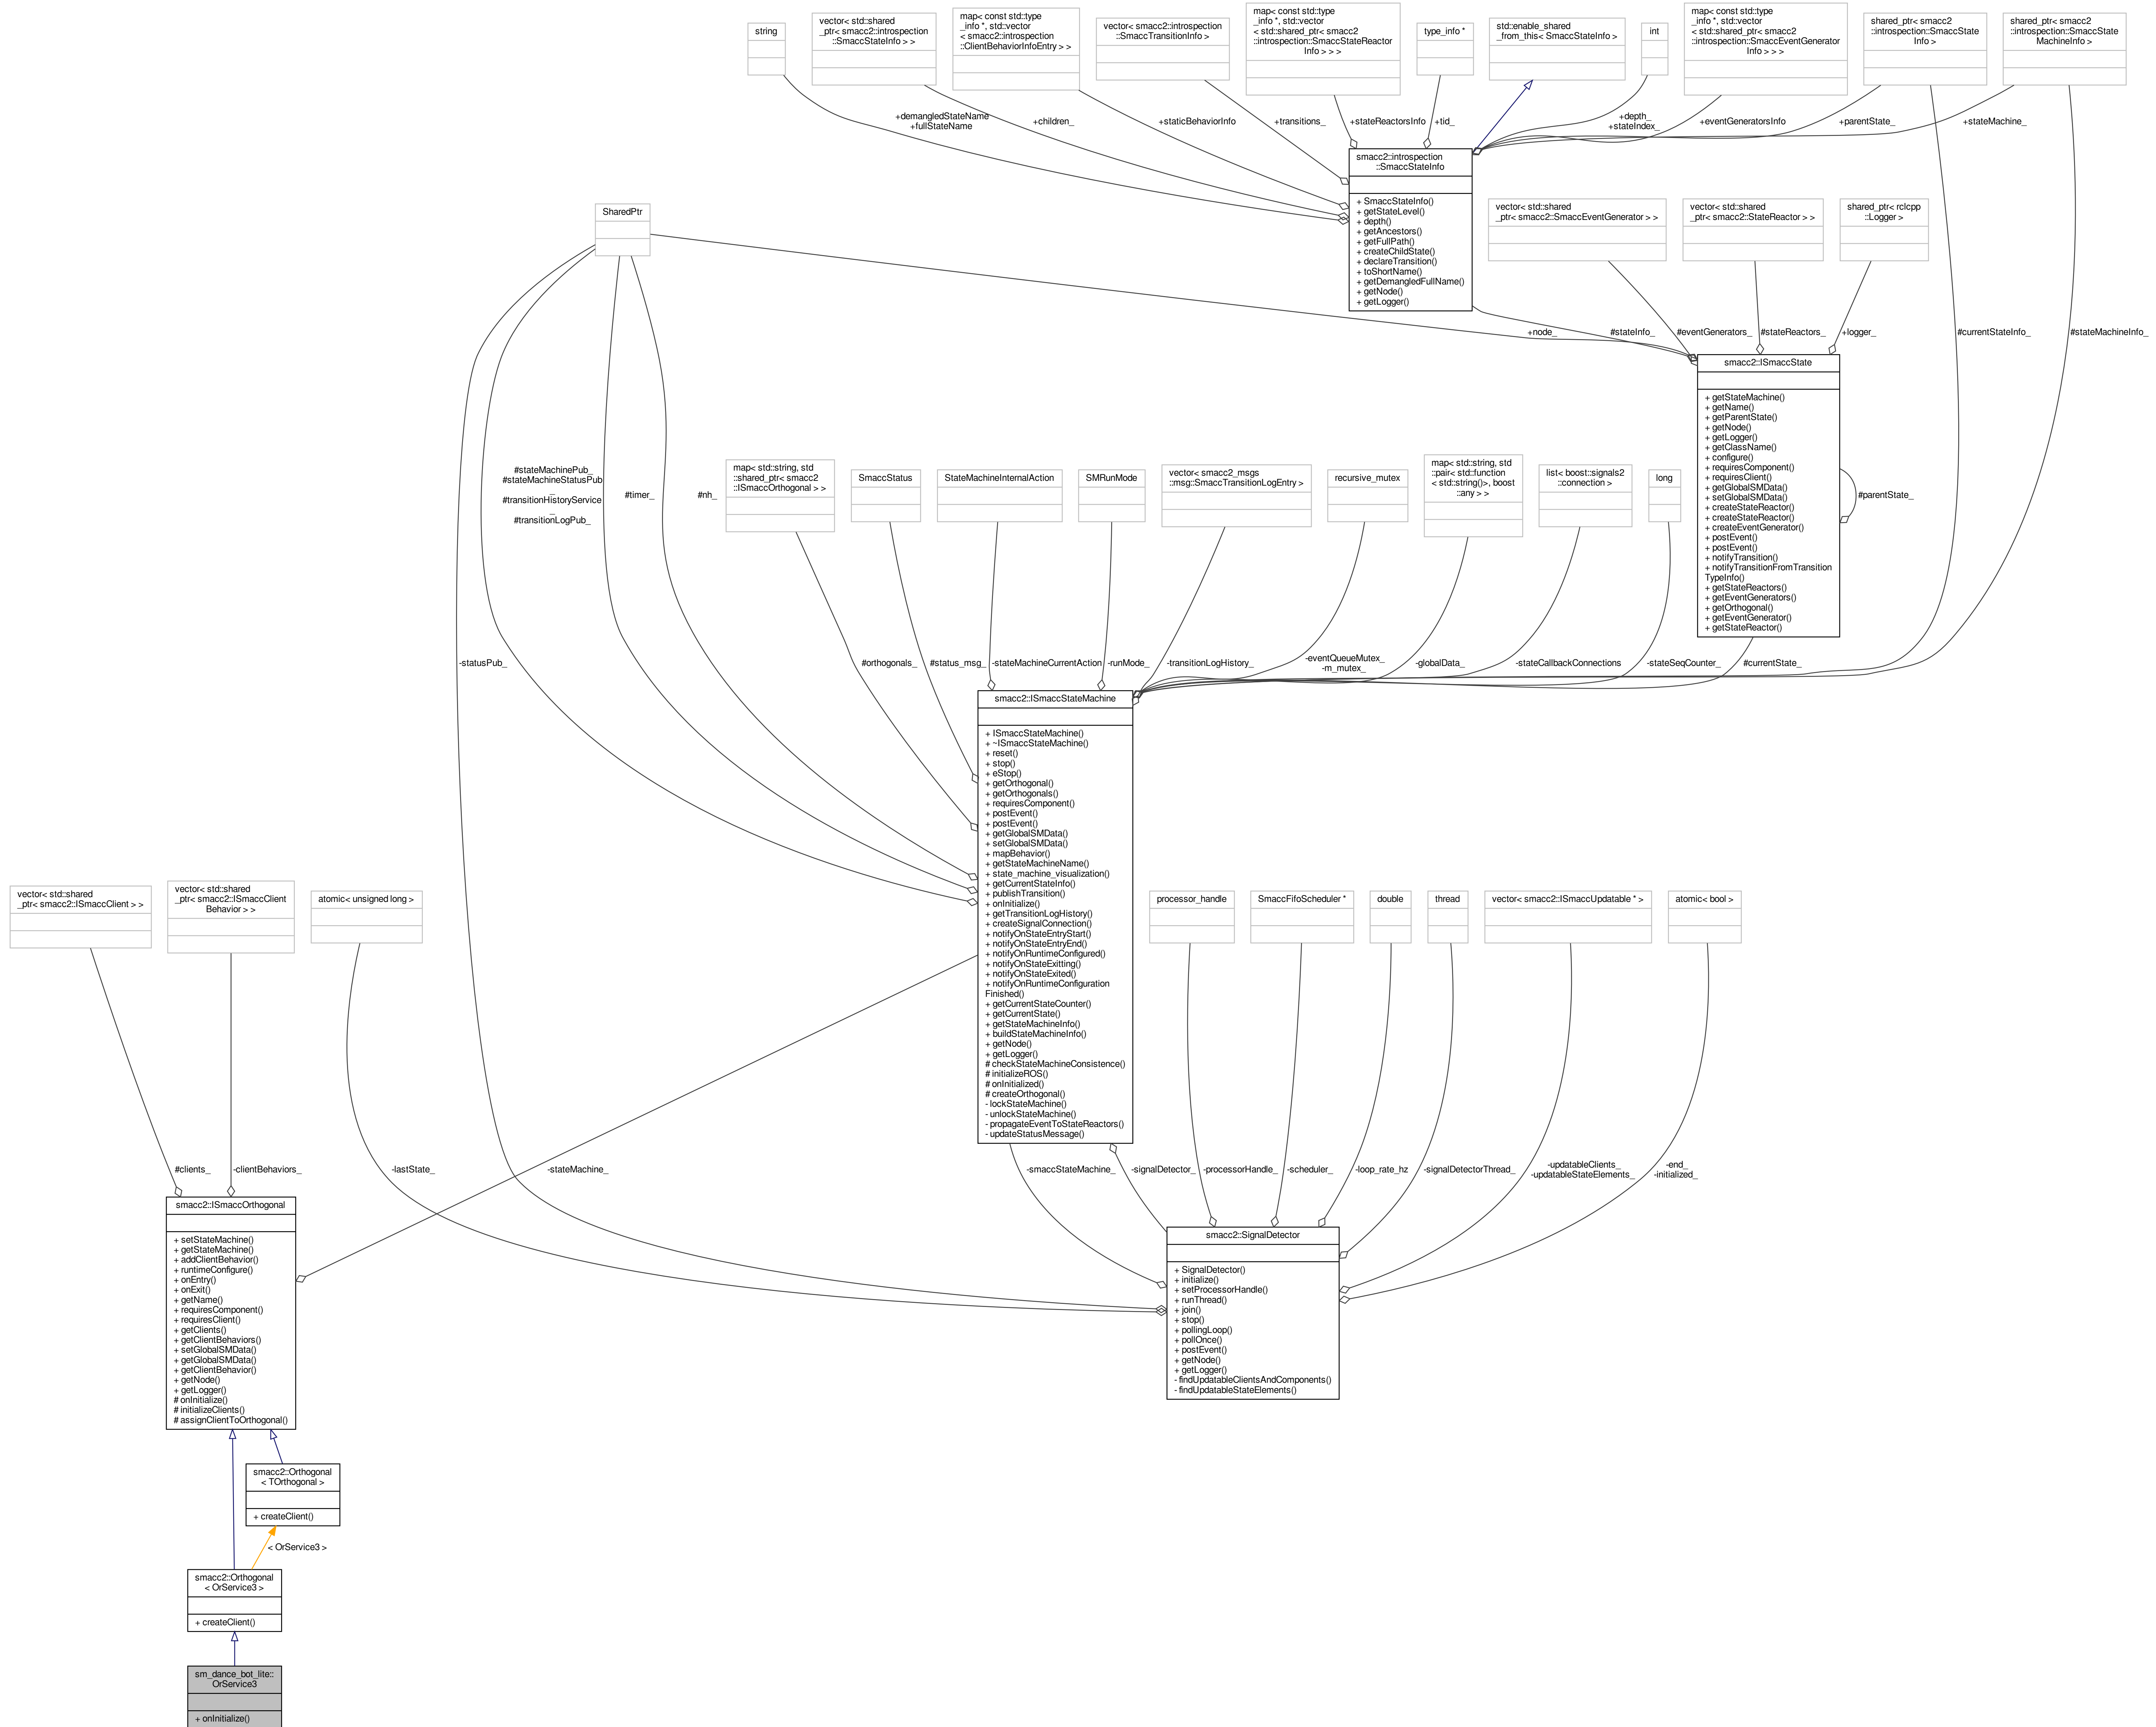 string
vector< std::shared
_ptr< smacc2::introspection
::SmaccStateInfo > >
map< const std::type
_info *, std::vector
< smacc2::introspection
::ClientBehaviorInfoEntry > >
vector< smacc2::introspection
::SmaccTransitionInfo >
map< const std::type
_info *, std::vector
< std::shared_ptr< smacc2
::introspection::SmaccStateReactor
Info > > >
type_info *
std::enable_shared
_from_this< SmaccStateInfo >
int
map< const std::type
_info *, std::vector
< std::shared_ptr< smacc2
::introspection::SmaccEventGenerator
Info > > >
shared_ptr< smacc2
::introspection::SmaccState
Info >
shared_ptr< smacc2
::introspection::SmaccState
MachineInfo >
+demangledStateName
+fullStateName
+children_
+staticBehaviorInfo
+transitions_
+stateReactorsInfo
+tid_
+depth_
+stateIndex_
+eventGeneratorsInfo
+parentState_
+stateMachine_
smacc2::introspection
::SmaccStateInfo
+ SmaccStateInfo()
+ getStateLevel()
+ depth()
+ getAncestors()
+ getFullPath()
+ createChildState()
+ declareTransition()
+ toShortName()
+ getDemangledFullName()
+ getNode()
+ getLogger()
SharedPtr
vector< std::shared
_ptr< smacc2::SmaccEventGenerator > >
vector< std::shared
_ptr< smacc2::StateReactor > >
shared_ptr< rclcpp
::Logger >
+node_
#stateInfo_
#eventGenerators_
#stateReactors_
+logger_
#currentStateInfo_
#stateMachineInfo_
smacc2::ISmaccState
+ getStateMachine()
+ getName()
+ getParentState()
+ getNode()
+ getLogger()
+ getClassName()
+ configure()
+ requiresComponent()
+ requiresClient()
+ getGlobalSMData()
+ setGlobalSMData()
+ createStateReactor()
+ createStateReactor()
+ createEventGenerator()
+ postEvent()
+ postEvent()
+ notifyTransition()
+ notifyTransitionFromTransition
TypeInfo()
+ getStateReactors()
+ getEventGenerators()
+ getOrthogonal()
+ getEventGenerator()
+ getStateReactor()
#parentState_
#stateMachinePub_
#stateMachineStatusPub
_
#transitionHistoryService
_
#transitionLogPub_
#timer_
#nh_
map< std::string, std
::shared_ptr< smacc2
::ISmaccOrthogonal > >
SmaccStatus
StateMachineInternalAction
SMRunMode
vector< smacc2_msgs
::msg::SmaccTransitionLogEntry >
recursive_mutex
map< std::string, std
::pair< std::function
< std::string()>, boost
::any > >
list< boost::signals2
::connection >
long
-statusPub_
#orthogonals_
#status_msg_
-stateMachineCurrentAction
-runMode_
-transitionLogHistory_
-eventQueueMutex_
-m_mutex_
-globalData_
-stateCallbackConnections
-stateSeqCounter_
#currentState_
smacc2::ISmaccStateMachine
+ ISmaccStateMachine()
+ ~ISmaccStateMachine()
+ reset()
+ stop()
+ eStop()
+ getOrthogonal()
+ getOrthogonals()
+ requiresComponent()
+ postEvent()
+ postEvent()
+ getGlobalSMData()
+ setGlobalSMData()
+ mapBehavior()
+ getStateMachineName()
+ state_machine_visualization()
+ getCurrentStateInfo()
+ publishTransition()
+ onInitialize()
+ getTransitionLogHistory()
+ createSignalConnection()
+ notifyOnStateEntryStart()
+ notifyOnStateEntryEnd()
+ notifyOnRuntimeConfigured()
+ notifyOnStateExitting()
+ notifyOnStateExited()
+ notifyOnRuntimeConfiguration
Finished()
+ getCurrentStateCounter()
+ getCurrentState()
+ getStateMachineInfo()
+ buildStateMachineInfo()
+ getNode()
+ getLogger()
# checkStateMachineConsistence()
# initializeROS()
# onInitialized()
# createOrthogonal()
- lockStateMachine()
- unlockStateMachine()
- propagateEventToStateReactors()
- updateStatusMessage()
vector< std::shared
_ptr< smacc2::ISmaccClient > >
vector< std::shared
_ptr< smacc2::ISmaccClient
Behavior > >
atomic< unsigned long >
processor_handle
SmaccFifoScheduler *
double
thread
vector< smacc2::ISmaccUpdatable * >
atomic< bool >
#clients_
-clientBehaviors_
-lastState_
-stateMachine_
-smaccStateMachine_
-signalDetector_
-processorHandle_
-scheduler_
-loop_rate_hz
-signalDetectorThread_
-updatableClients_
-updatableStateElements_
-end_
-initialized_
smacc2::ISmaccOrthogonal
+ setStateMachine()
+ getStateMachine()
+ addClientBehavior()
+ runtimeConfigure()
+ onEntry()
+ onExit()
+ getName()
+ requiresComponent()
+ requiresClient()
+ getClients()
+ getClientBehaviors()
+ setGlobalSMData()
+ getGlobalSMData()
+ getClientBehavior()
+ getNode()
+ getLogger()
# onInitialize()
# initializeClients()
# assignClientToOrthogonal()
smacc2::SignalDetector
+ SignalDetector()
+ initialize()
+ setProcessorHandle()
+ runThread()
+ join()
+ stop()
+ pollingLoop()
+ pollOnce()
+ postEvent()
+ getNode()
+ getLogger()
- findUpdatableClientsAndComponents()
- findUpdatableStateElements()
smacc2::Orthogonal
< TOrthogonal >
+ createClient()
< OrService3 >
smacc2::Orthogonal
< OrService3 >
+ createClient()
sm_dance_bot_lite::
OrService3
+ onInitialize()